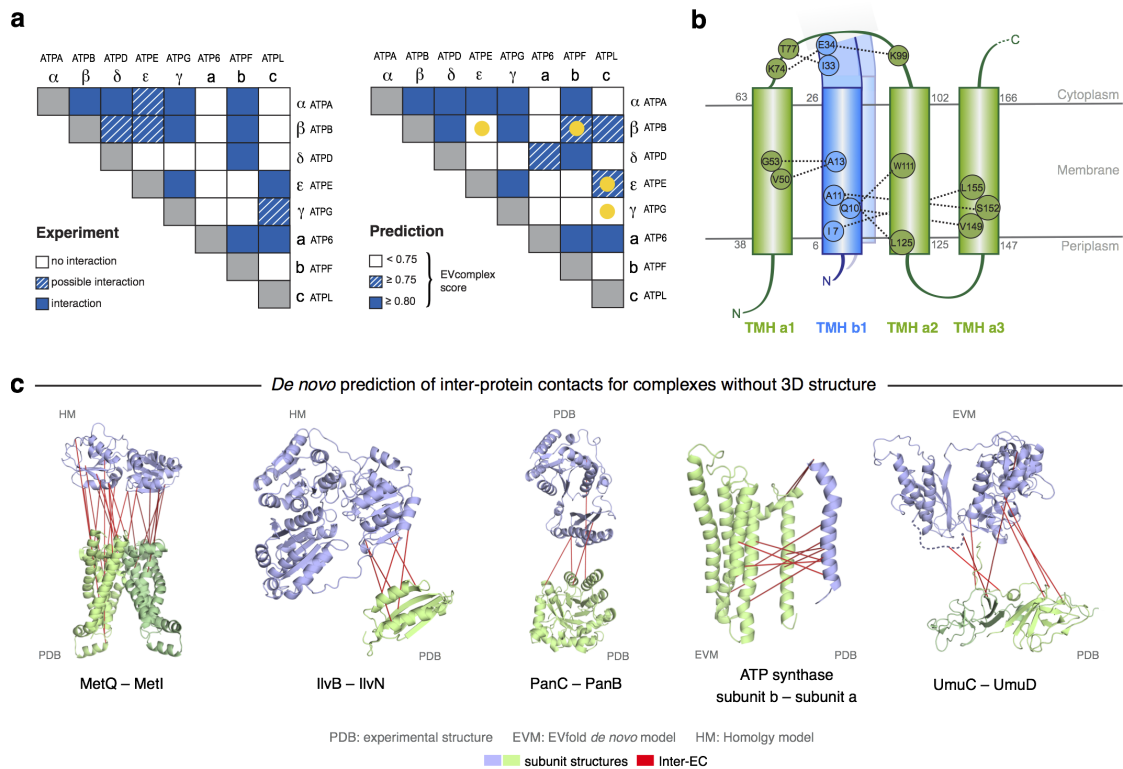 a
ATPA ATPB ATPD ATPE ATPG ATP6 ATPF ATPL
α β δ ε γ a b c
α ATPA
β ATPB
δ ATPD
ε ATPE
γ ATPG
a ATP6
b ATPF
c ATPL
Experiment
no interaction
possible interaction
interaction
ATPA ATPB ATPD ATPE ATPG ATP6 ATPF ATPL
α β δ ε γ a b c
α ATPA
β ATPB
δ ATPD
ε ATPE
γ ATPG
a ATP6
b ATPF
c ATPL
Prediction
< 0.75
≥ 0.75
≥ 0.80
EVcomplex
score
b
T77 E34 K99 C
K74 I33
63 26 102 166 Cytoplasm
G53 A13 W111
V50
Membrane
A11 L155
Q10 S152
I 7 V149
L125
38 6 125 147 Periplasm
N N
TMH a1 TMH b1 TMH a2 TMH a3
c De novo prediction of inter-protein contacts for complexes without 3D structure
HM HM PDB EVM
PDB PDB PDB EVM PDB PDB
MetQ – MetI
IlvB – IlvN
PanC – PanB
ATP synthase
subunit b – subunit a
UmuC – UmuD
PDB: experimental structure EVM: EVfold de novo model HM: Homolgy model
subunit structures Inter-EC